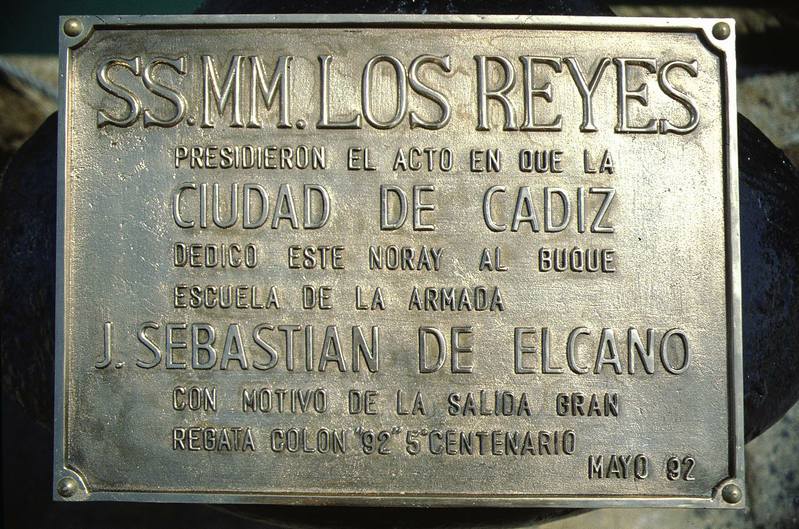 SS.MM. LOS REYES
PRESIDIERON EL ACTO EN QUE LA
CIUDAD DE CADIZ
DEDICO ESTE NORAY AL BUQUE
ESCUELA DE LA ARMADA
J. SEBASTIAN DE ELCANO
CON MOTIVO DE LA SALIDA GRAN
REGATA COLON "92" 5º CENTENARIO
MAYO 92